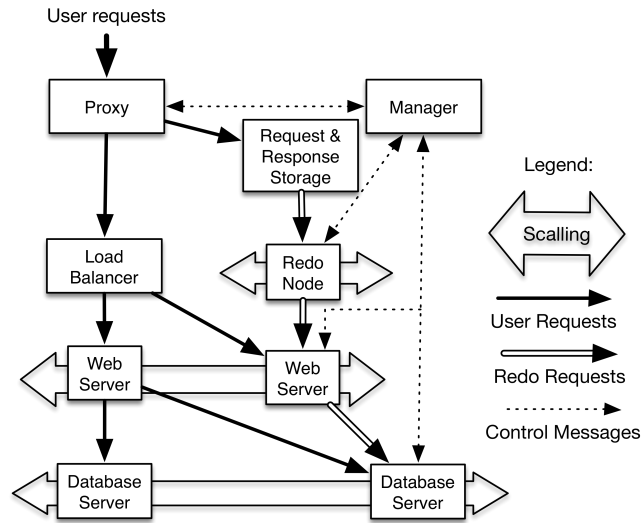 User requests
Proxy
Manager
Request &
Response
Storage
Legend:
Scalling
Load
Balancer
Redo
Node
User Requests
Web
Server
Web
Server
Redo Requests
Control Messages
Database
Server
Database
Server